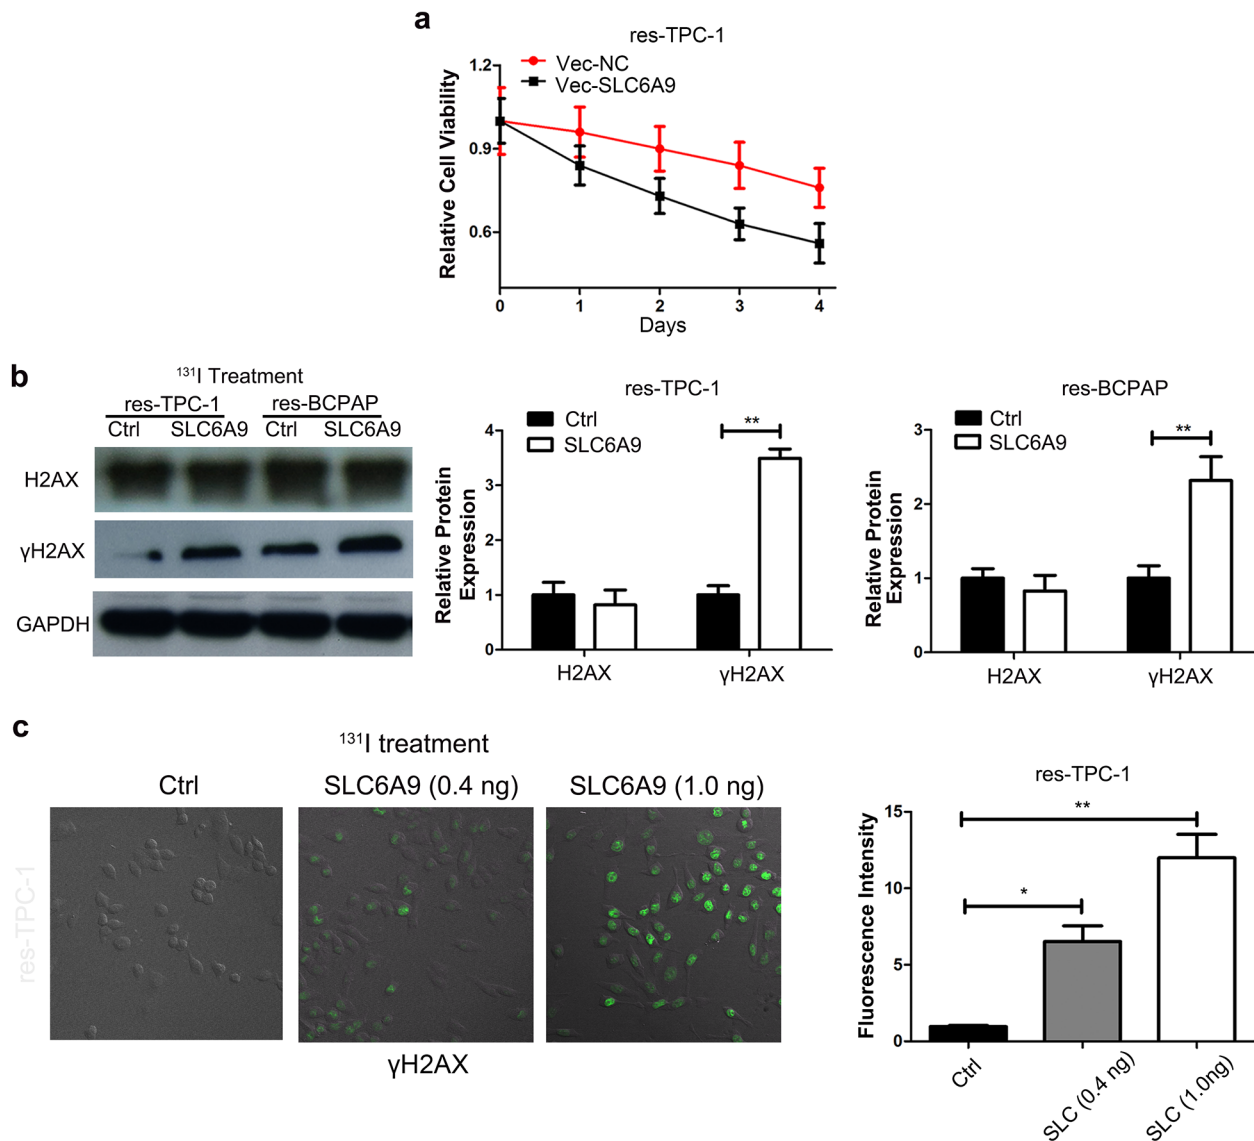 a
res-TPC-1
Vec-NC
Vec-SLC6A9
1.2
0.9
0.6
Relative Cell Viability
0 1 2 3 4
Days
b
131I Treatment
res-TPC-1 res-BCPAP
Ctrl SLC6A9 Ctrl SLC6A9
H2AX
γH2AX
GAPDH
res-TPC-1
Ctrl
SLC6A9
**
4
3
2
1
0
Relative Protein
Expression
H2AX γH2AX
res-BCPAP
Ctrl
SLC6A9
**
3
2
1
0
Relative Protein
Expression
H2AX γH2AX
c
131I treatment
Ctrl SLC6A9 (0.4 ng) SLC6A9 (1.0 ng)
res-TPC-1
γH2AX
res-TPC-1
**
*
15
10
5
0
Fluorescence Intensity
Ctrl
SLC (0.4 ng)
SLC (1.0ng)